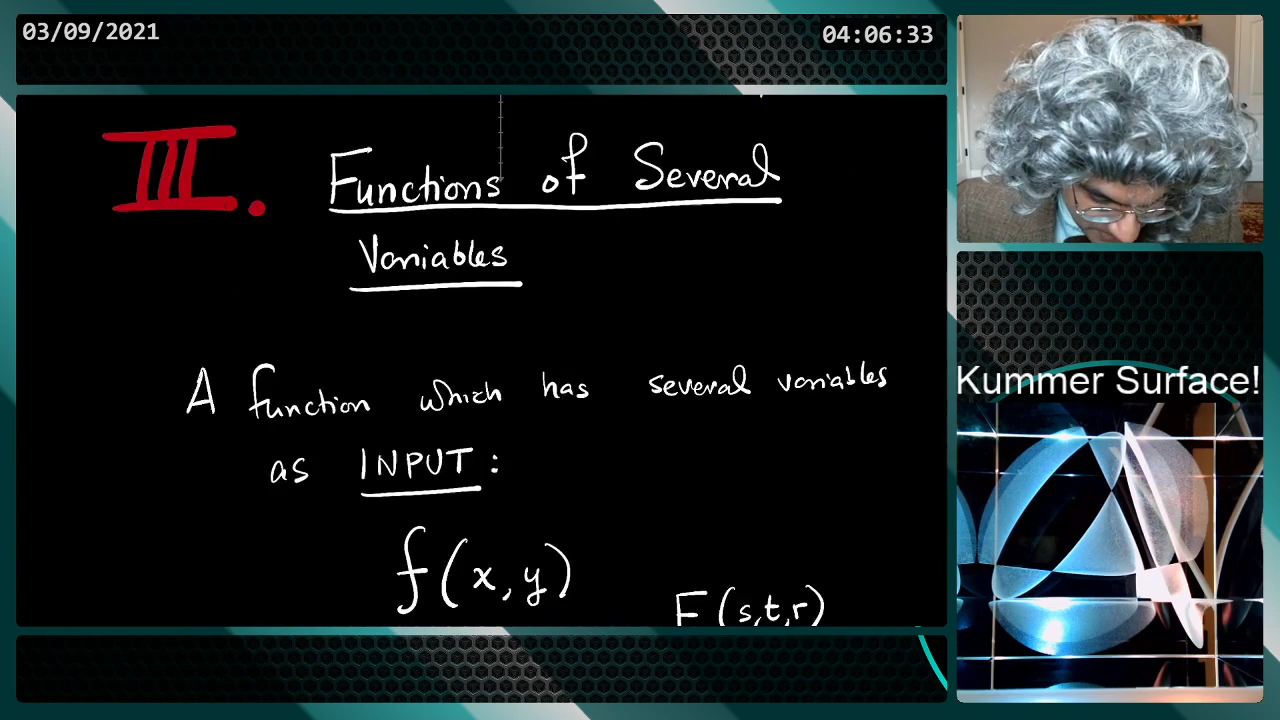 03/09/2021
04:06:33
III. Functions of Several
Variables
A function which has several variables
as INPUT:
f(x,y)
F(s,t,r)
Kummer Surface!